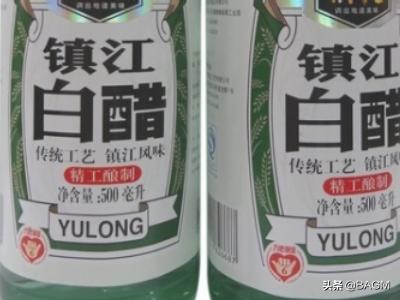 镇江
白醋
传统工艺 镇江风味
精工酿制
净含量:500毫升
YULONG
镇江
白醋
传统工艺 镇江风味
精工酿制
净含量:500毫升
YULONG
头条 @BAGM